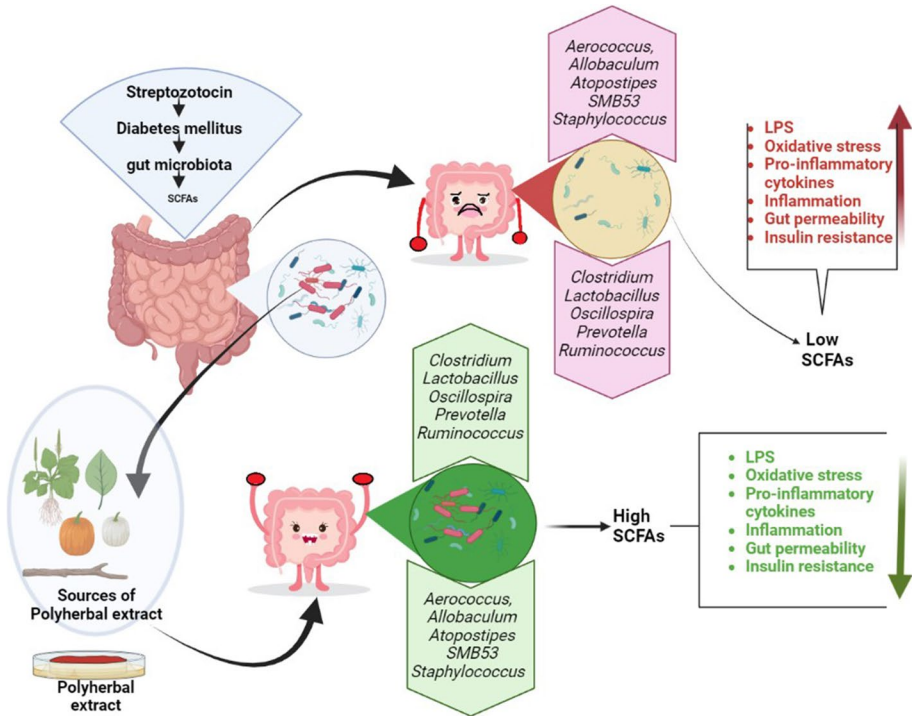 Streptozotocin
Diabetes mellitus
gut microbiota
SCFAs
Aerococcus,
Allobaculum
Atopostipes
SMB53
Staphylococcus
Clostridium
Lactobacillus
Oscillospira
Prevotella
Ruminococcus
• LPS
• Oxidative stress
• Pro-inflammatory
cytokines
• Inflammation
• Gut permeability
• Insulin resistance
Low
SCFAs
Sources of
Polyherbal extract
Polyherbal
extract
Clostridium
Lactobacillus
Oscillospira
Prevotella
Ruminococcus
Aerococcus,
Allobaculum
Atopostipes
SMB53
Staphylococcus
High
SCFAs
• LPS
• Oxidative stress
• Pro-inflammatory
cytokines
• Inflammation
• Gut permeability
• Insulin resistance